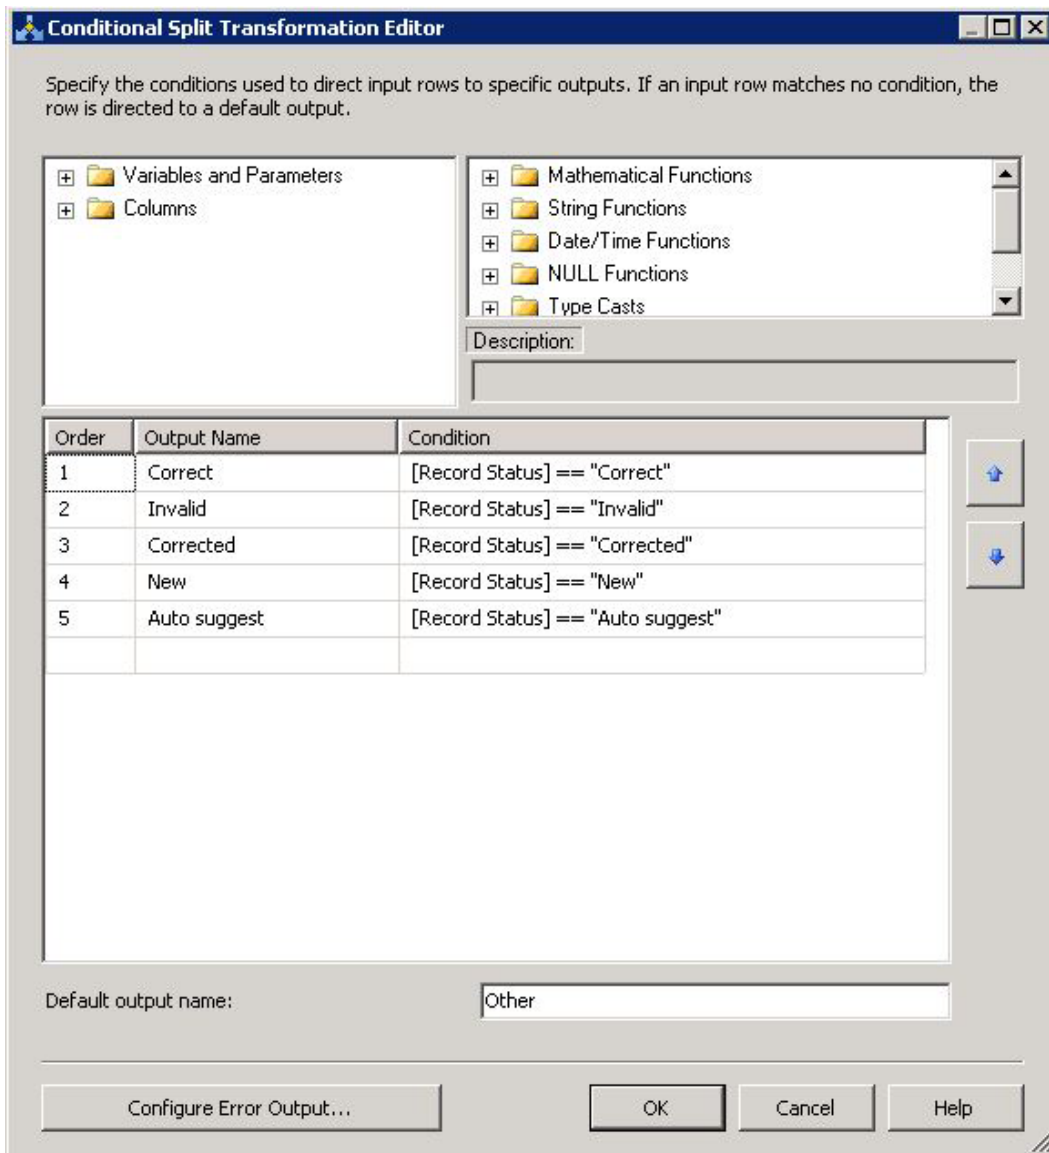 Conditional Split Transformation Editor
Specify the conditions used to direct input rows to specific outputs. If an input row matches no condition, the
row is directed to a default output.
Variables and Parameters
Columns
Mathematical Functions
String Functions
Date/Time Functions
NULL Functions
Type Casts
Description:
Order Output Name Condition
1 Correct [Record Status] == "Correct"
2 Invalid [Record Status] == "Invalid"
3 Corrected [Record Status] == "Corrected"
4 New [Record Status] == "New"
5 Auto suggest [Record Status] == "Auto suggest"
Default output name: Other
Configure Error Output... OK Cancel Help